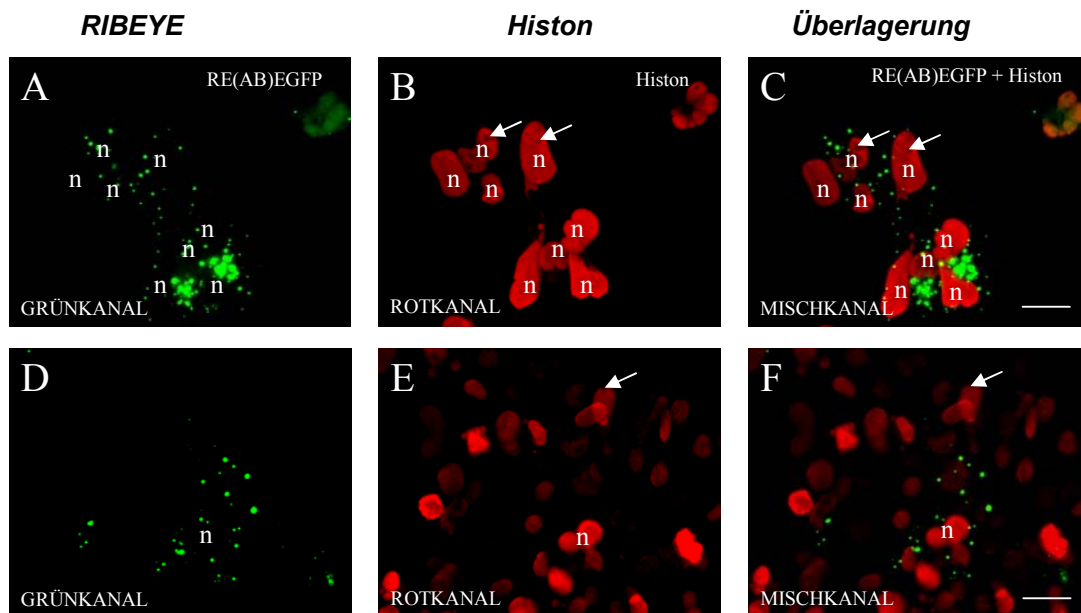 RIBEYE Histon Überlagerung
A RE(AB)EGFP
n
n
n
n
n
n
n
n
GRÜNKANAL
B Histon
n
n n
n
n
n
n n
ROTKANAL
C RE(AB)EGFP + Histon
n
n n
n
n
n
n n
MISCHKANAL
D
n
GRÜNKANAL
E
n
ROTKANAL
F
n
MISCHKANAL